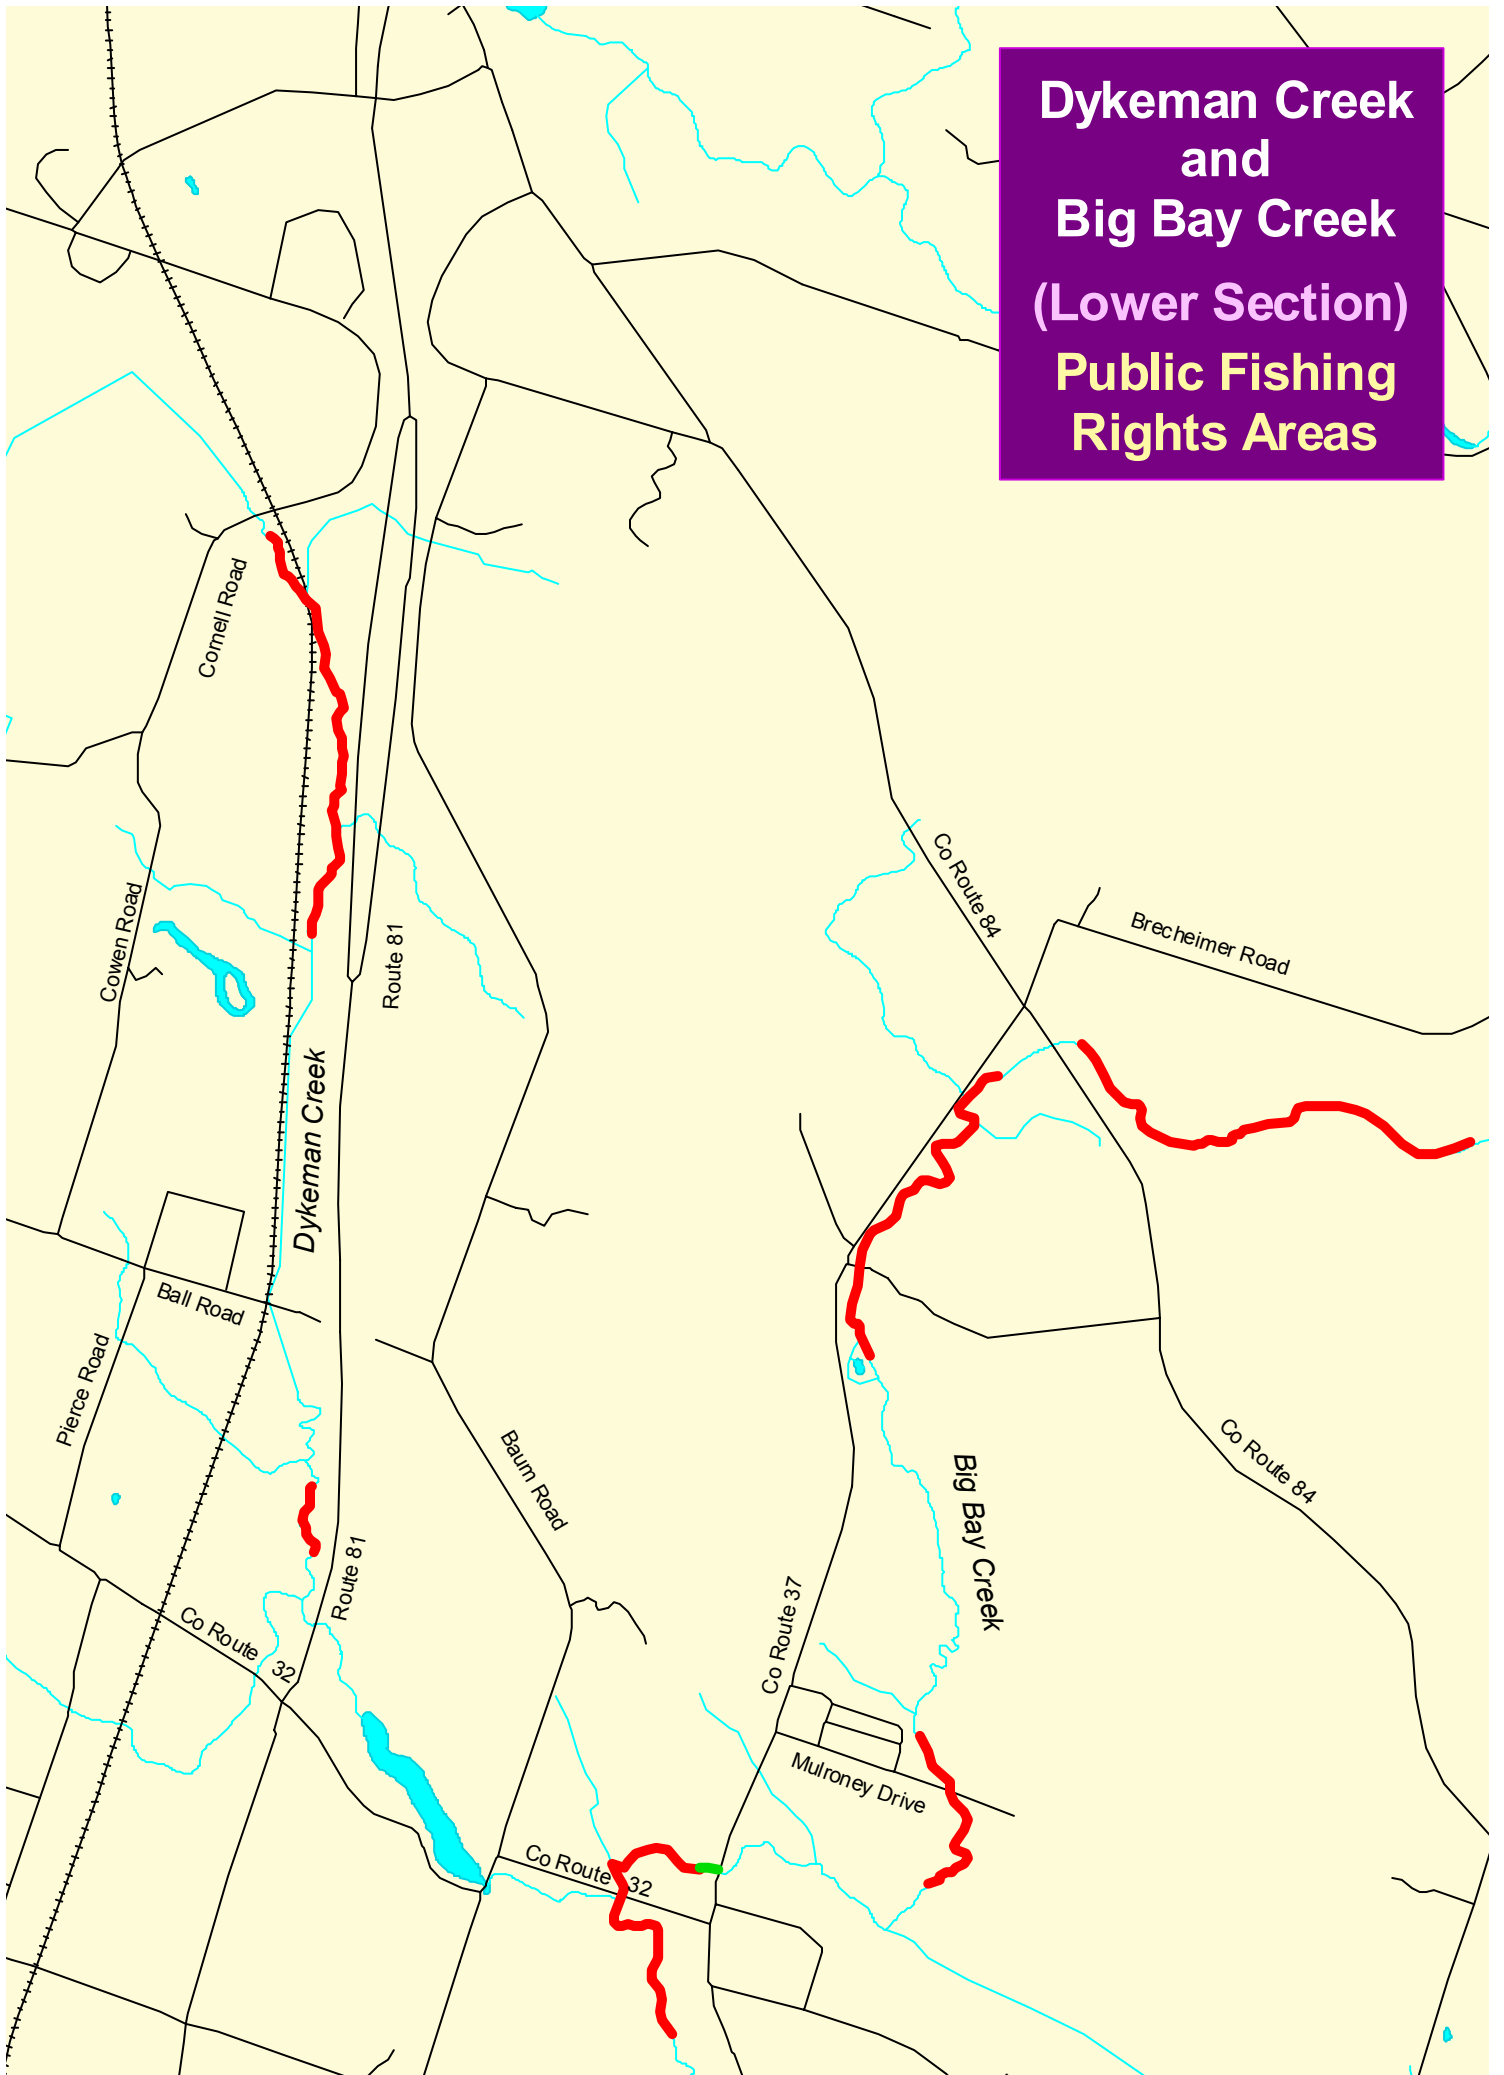 Dykeman Creek
and
Big Bay Creek
(Lower Section)
Public Fishing
Rights Areas
Cornell Road
Co Route 84
Cowen Road
Route 81
Brecheimer Road
Dykeman Creek
Ball Road
Pierce Road
Baum Road
Co Route 84
Big Bay Creek
Route 81
Co Route 32
Co Route 37
Mulroney Drive
Co Route 32